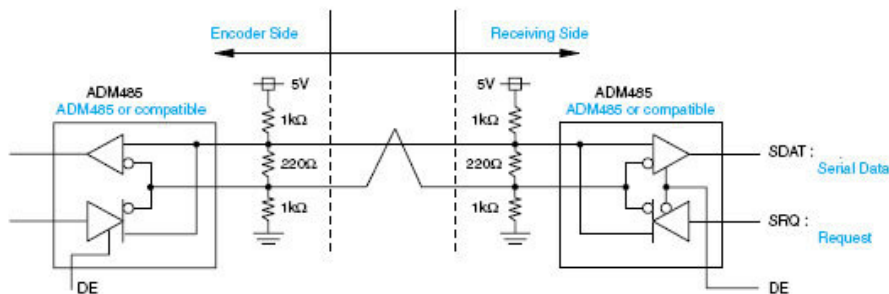 Encoder Side
Receiving Side
5V
5V
ADM485
ADM485 or compatible
ADM485
ADM485 or compatible
1kΩ
1kΩ
220Ω
220Ω
1kΩ
1kΩ
SDAT :
Serial Data
SRQ :
Request
DE
DE